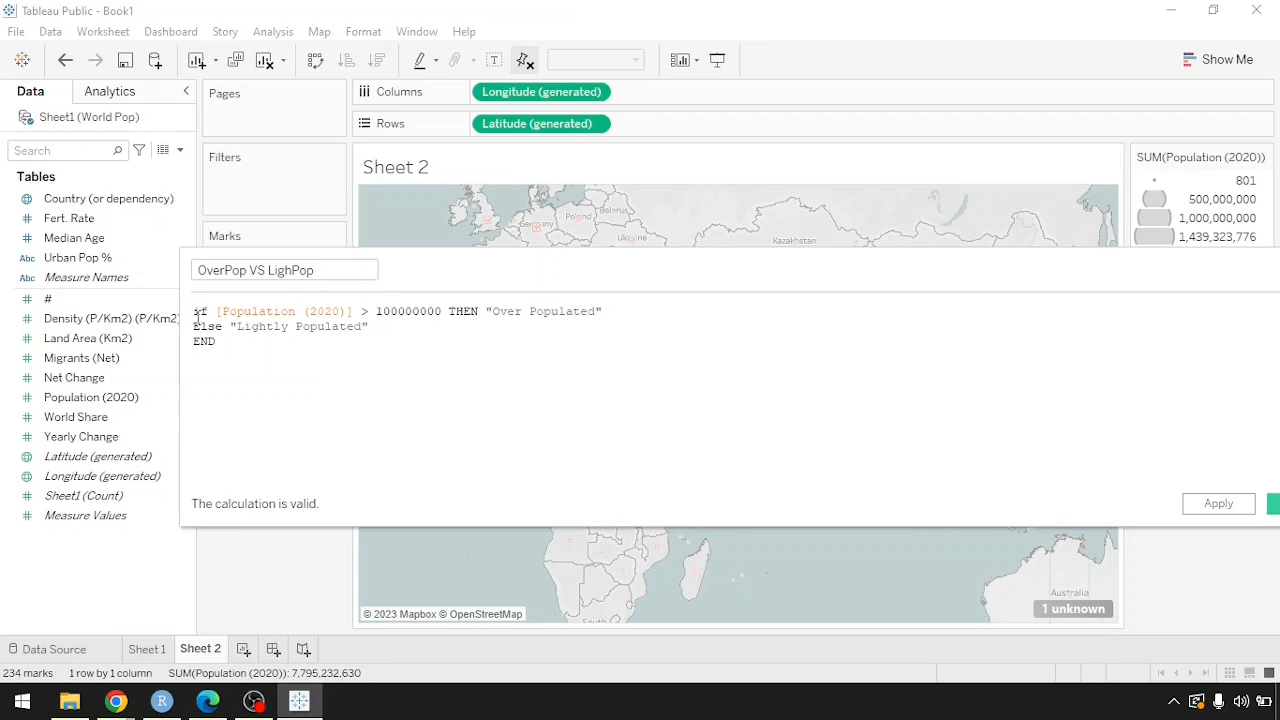 Tableau Public - Book1
File Data Worksheet Dashboard Story Analysis Map Format Window Help
Show Me
Data Analytics
Sheet1 (World Pop)
Search
Tables
Country (or dependency)
Fert. Rate
Median Age
Abc Urban Pop %
Abc Measure Names
#
Density (P/Km2) (P/Km2)
Land Area (Km2)
Migrants (Net)
Net Change
Population (2020)
World Share
Yearly Change
Latitude (generated)
Longitude (generated)
Sheet1 (Count)
Measure Values
Pages
Filters
Marks
Columns Longitude (generated)
Rows Latitude (generated)
Sheet 2
Poland
Belarus
Germany
Ukraine
Kazakhstan
SUM(Population (2020))
801
500,000,000
1,000,000,000
1,439,323,776
OverPop VS LighPop
if [Population (2020)] > 100000000 THEN "Over Populated"
Else "Lightly Populated"
END
The calculation is valid.
Apply
Australia
South
© 2023 Mapbox © OpenStreetMap
1 unknown
Data Source Sheet 1 Sheet 2
234 marks 1 row by 1 column SUM(Population (2020)): 7,795,232,630